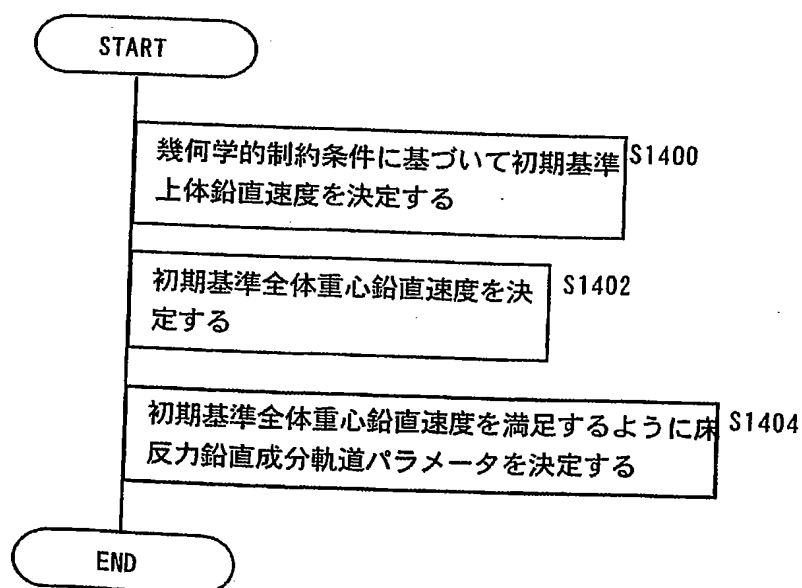 START
幾何学的制約条件に基づいて初期基準 S1400
上体鉛直速度を決定する
初期基準全体重心鉛直速度を決 S1402
定する
初期基準全体重心鉛直速度を満足するように床 S1404
反力鉛直成分軌道パラメータを決定する
END